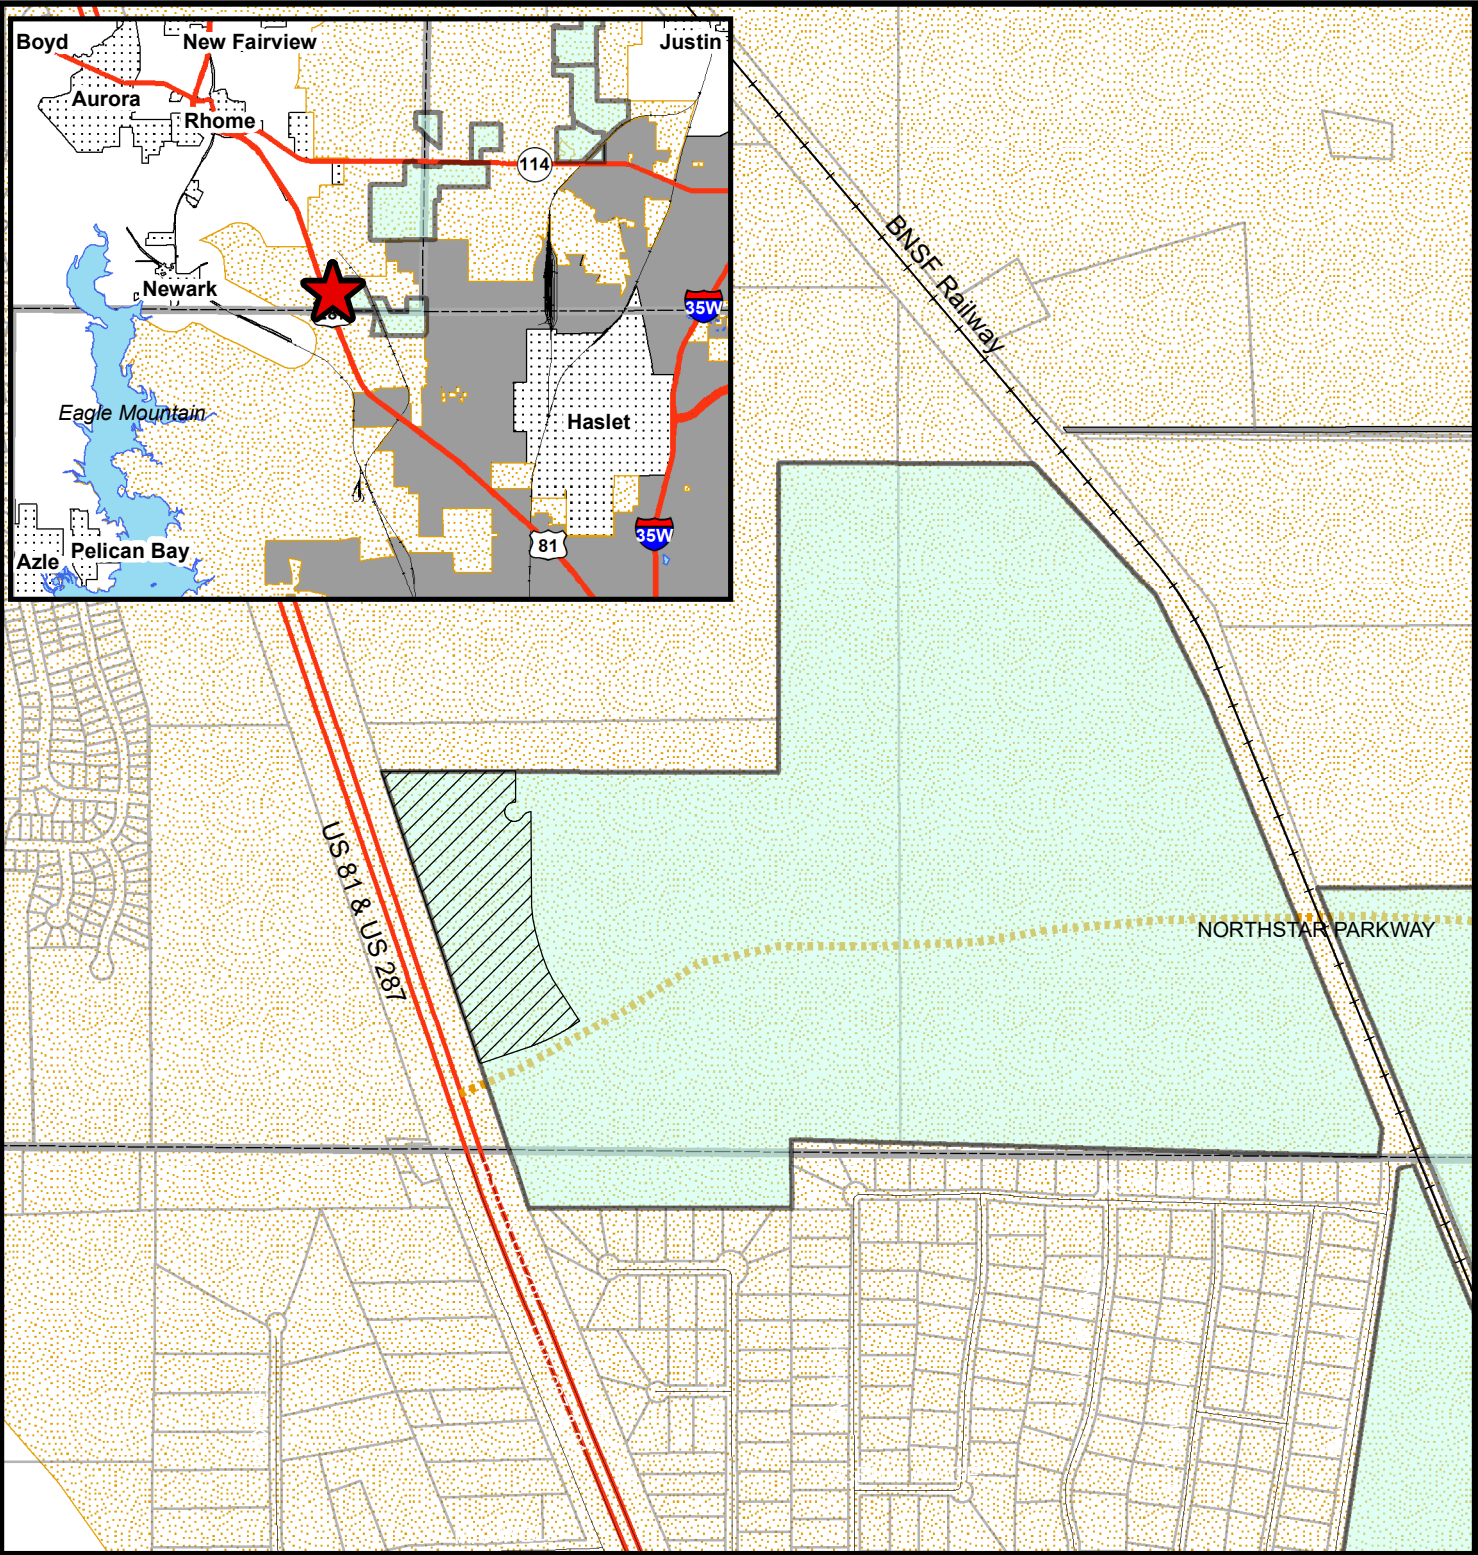 Boyd
New Fairview
Justin
Aurora
Rhome
114
Newark
35W
Eagle Mountain
Haslet
35W
81
Pelican Bay
Azle
BNSF Railway
US 81 & US 287
NORTHSTAR PARKWAY